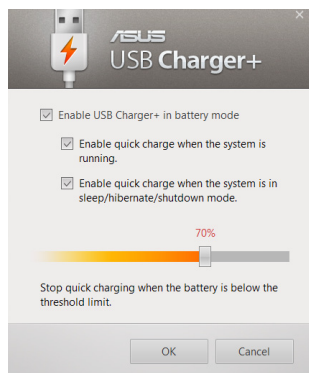 ASUS
USB Charger+
Enable USB Charger+ in battery mode
Enable quick charge when the system is
running.
Enable quick charge when the system is in
sleep/hibernate/shutdown mode.
70%
Stop quick charging when the battery is below the
threshold limit.
OK Cancel